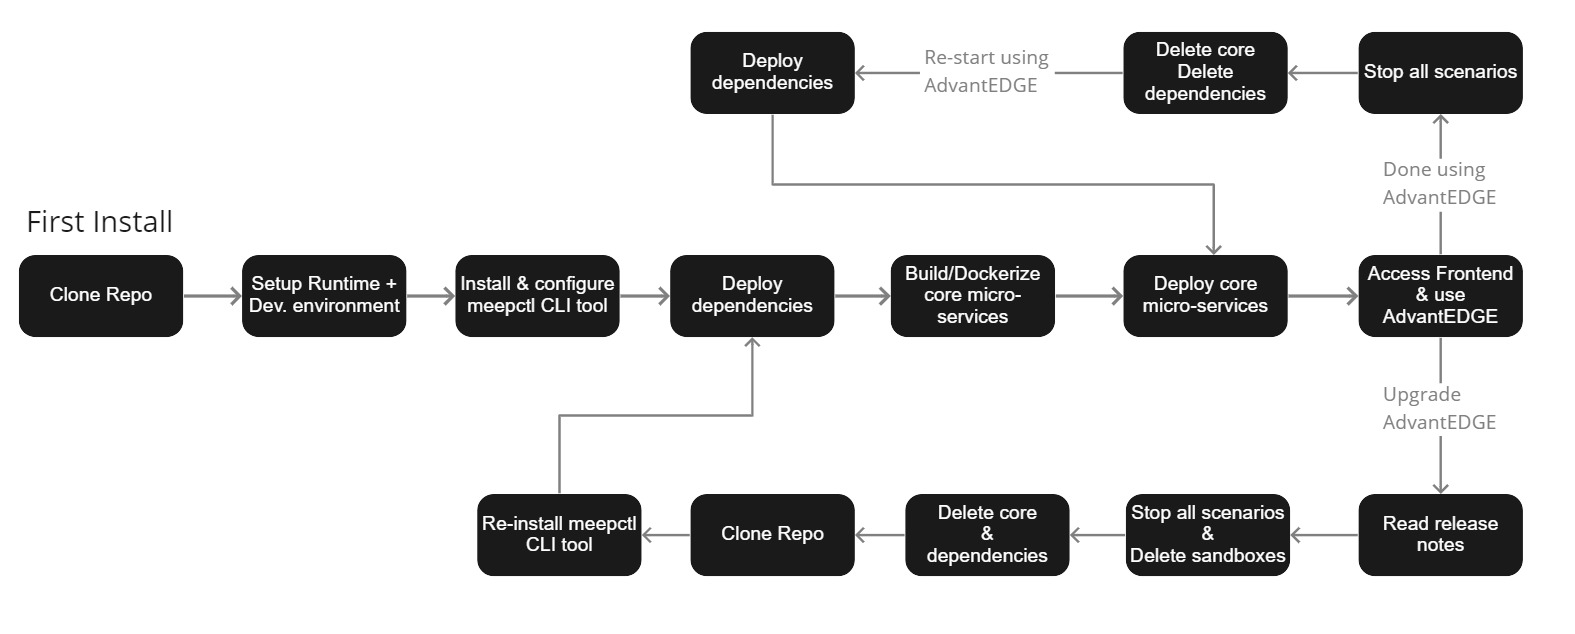 Deploy
dependencies
Re-start using
AdvantEDGE
Delete core
Delete
dependencies
Stop all scenarios
Done using
AdvantEDGE
First Install
Clone Repo
Setup Runtime +
Dev. environment
Install & configure
meepctl CLI tool
Deploy
dependencies
Build/Dockerize
core micro-
services
Deploy core
micro-services
Access Frontend
& use
AdvantEDGE
Upgrade
AdvantEDGE
Re-install meepctl
CLI tool
Clone Repo
Delete core
&
dependencies
Stop all scenarios
&
Delete sandboxes
Read release
notes